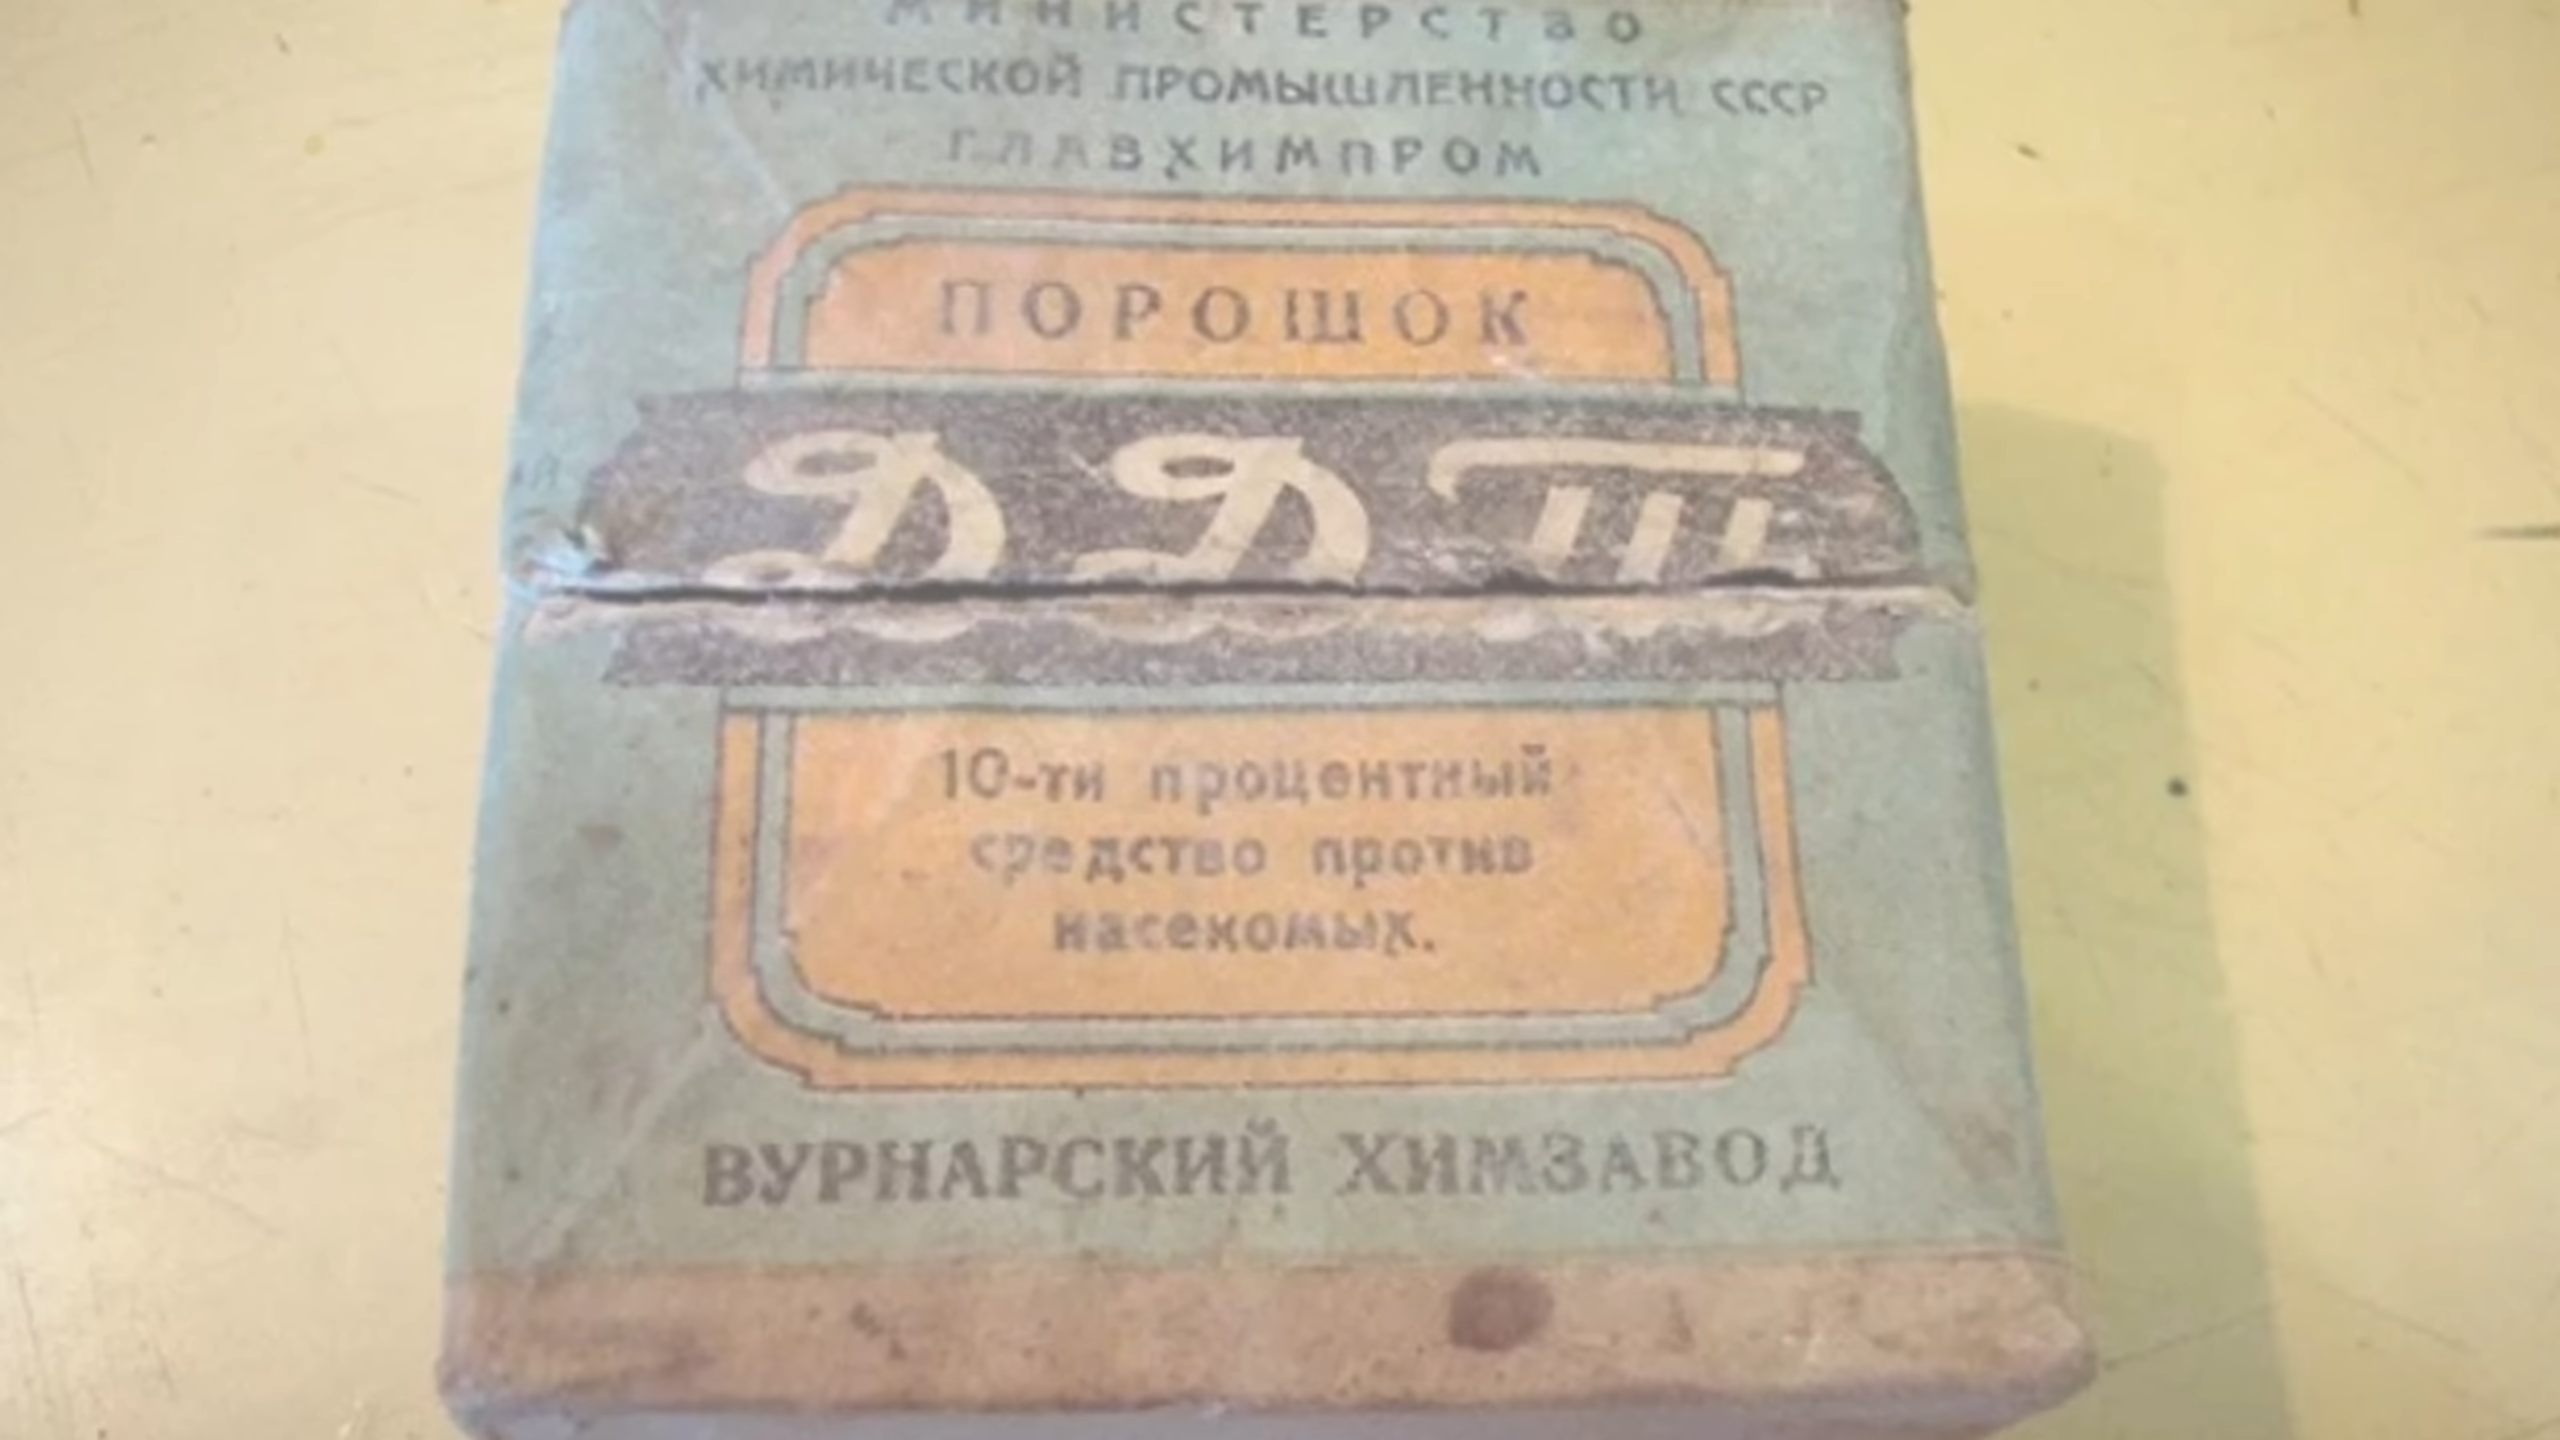 МИНИСТЕРСТВО
ХИМИЧЕСКОЙ ПРОМЫШЛЕННОСТИ СССР
ГЛАВХИМПРОМ
ПОРОШОК
ДДТ
10-ти процентный
средство против
насекомых.
ВУРНАРСКИЙ ХИМЗАВОД